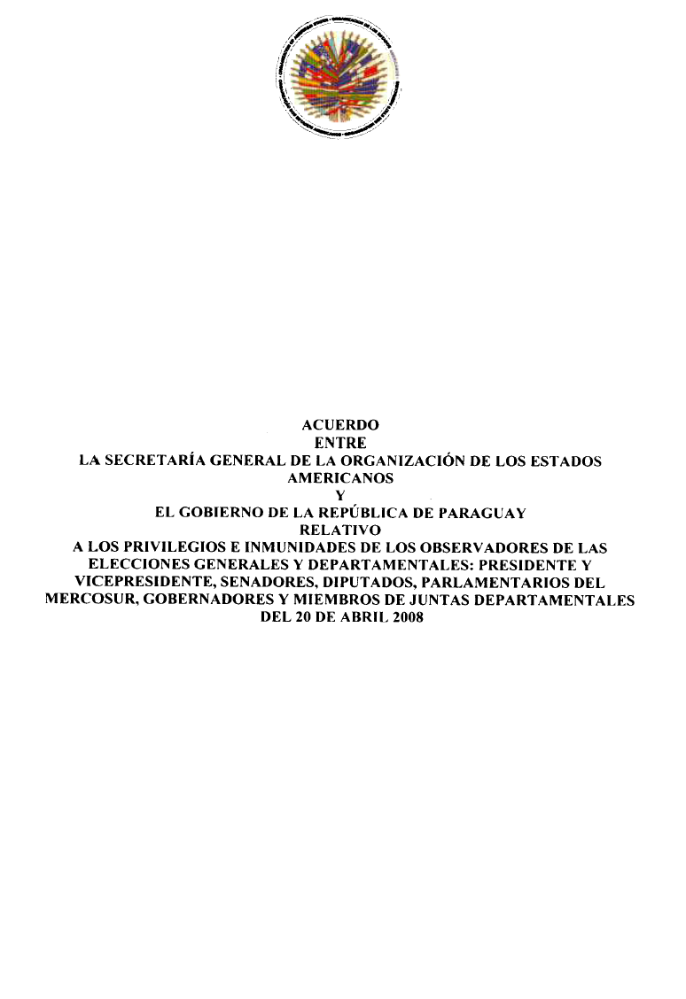 ACUERDO
ENTRE
LA SECRETARÍA GENERAL DE LA ORGANIZACIÓN DE LOS ESTADOS
AMERICANOS
Y
EL GOBIERNO DE LA REPÚBLICA DE PARAGUAY
RELATIVO
A LOS PRIVILEGIOS E INMUNIDADES DE LOS OBSERVADORES DE LAS
ELECCIONES GENERALES Y DEPARTAMENTALES: PRESIDENTE Y
VICEPRESIDENTE, SENADORES, DIPUTADOS, PARLAMENTARIOS DEL
MERCOSUR, GOBERNADORES Y MIEMBROS DE JUNTAS DEPARTAMENTALES
DEL 20 DE ABRIL 2008